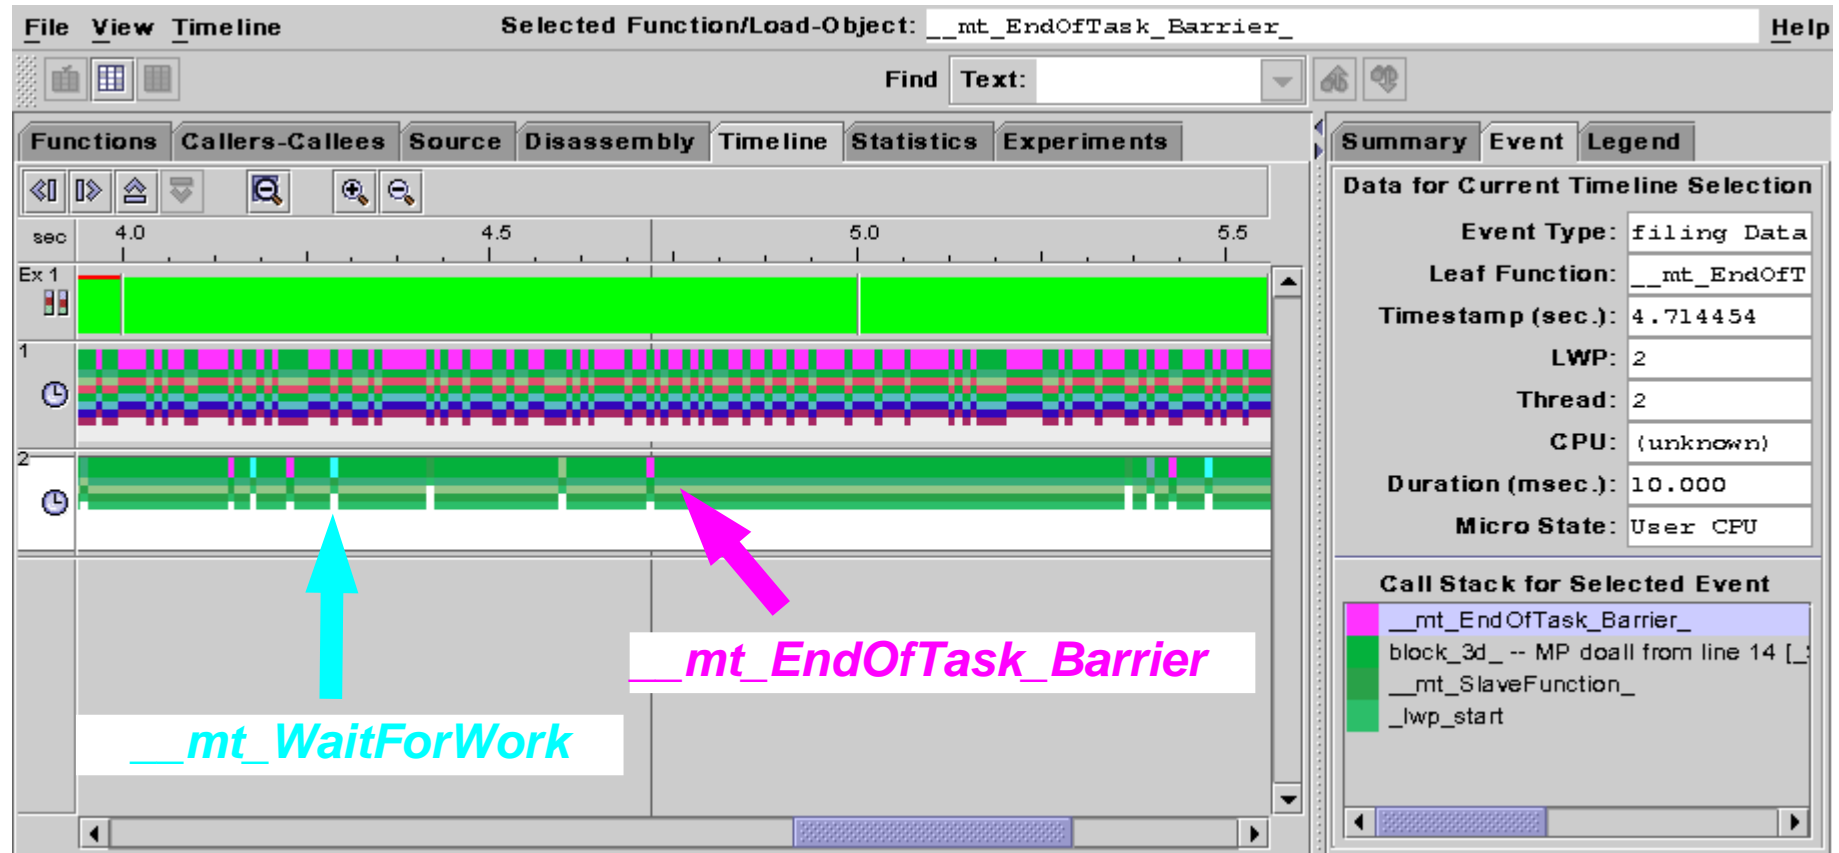 File View Timeline Selected Function/Load-Object: __mt_EndOfTask_Barrier_ Help
Find Text:
Functions Callers-Callees Source Disassembly Timeline Statistics Experiments
Summary Event Legend
sec 4.0 4.5 5.0 5.5
Ex 1
1
2
__mt_EndOfTask_Barrier
__mt_WaitForWork
Data for Current Timeline Selection
Event Type: filing Data
Leaf Function: __mt_EndOfT
Timestamp (sec.): 4.714454
LWP: 2
Thread: 2
CPU: (unknown)
Duration (msec.): 10.000
Micro State: User CPU
Call Stack for Selected Event
__mt_EndOfTask_Barrier_
block_3d_ -- MP doall from line 14 [_
__mt_SlaveFunction_
_lwp_start